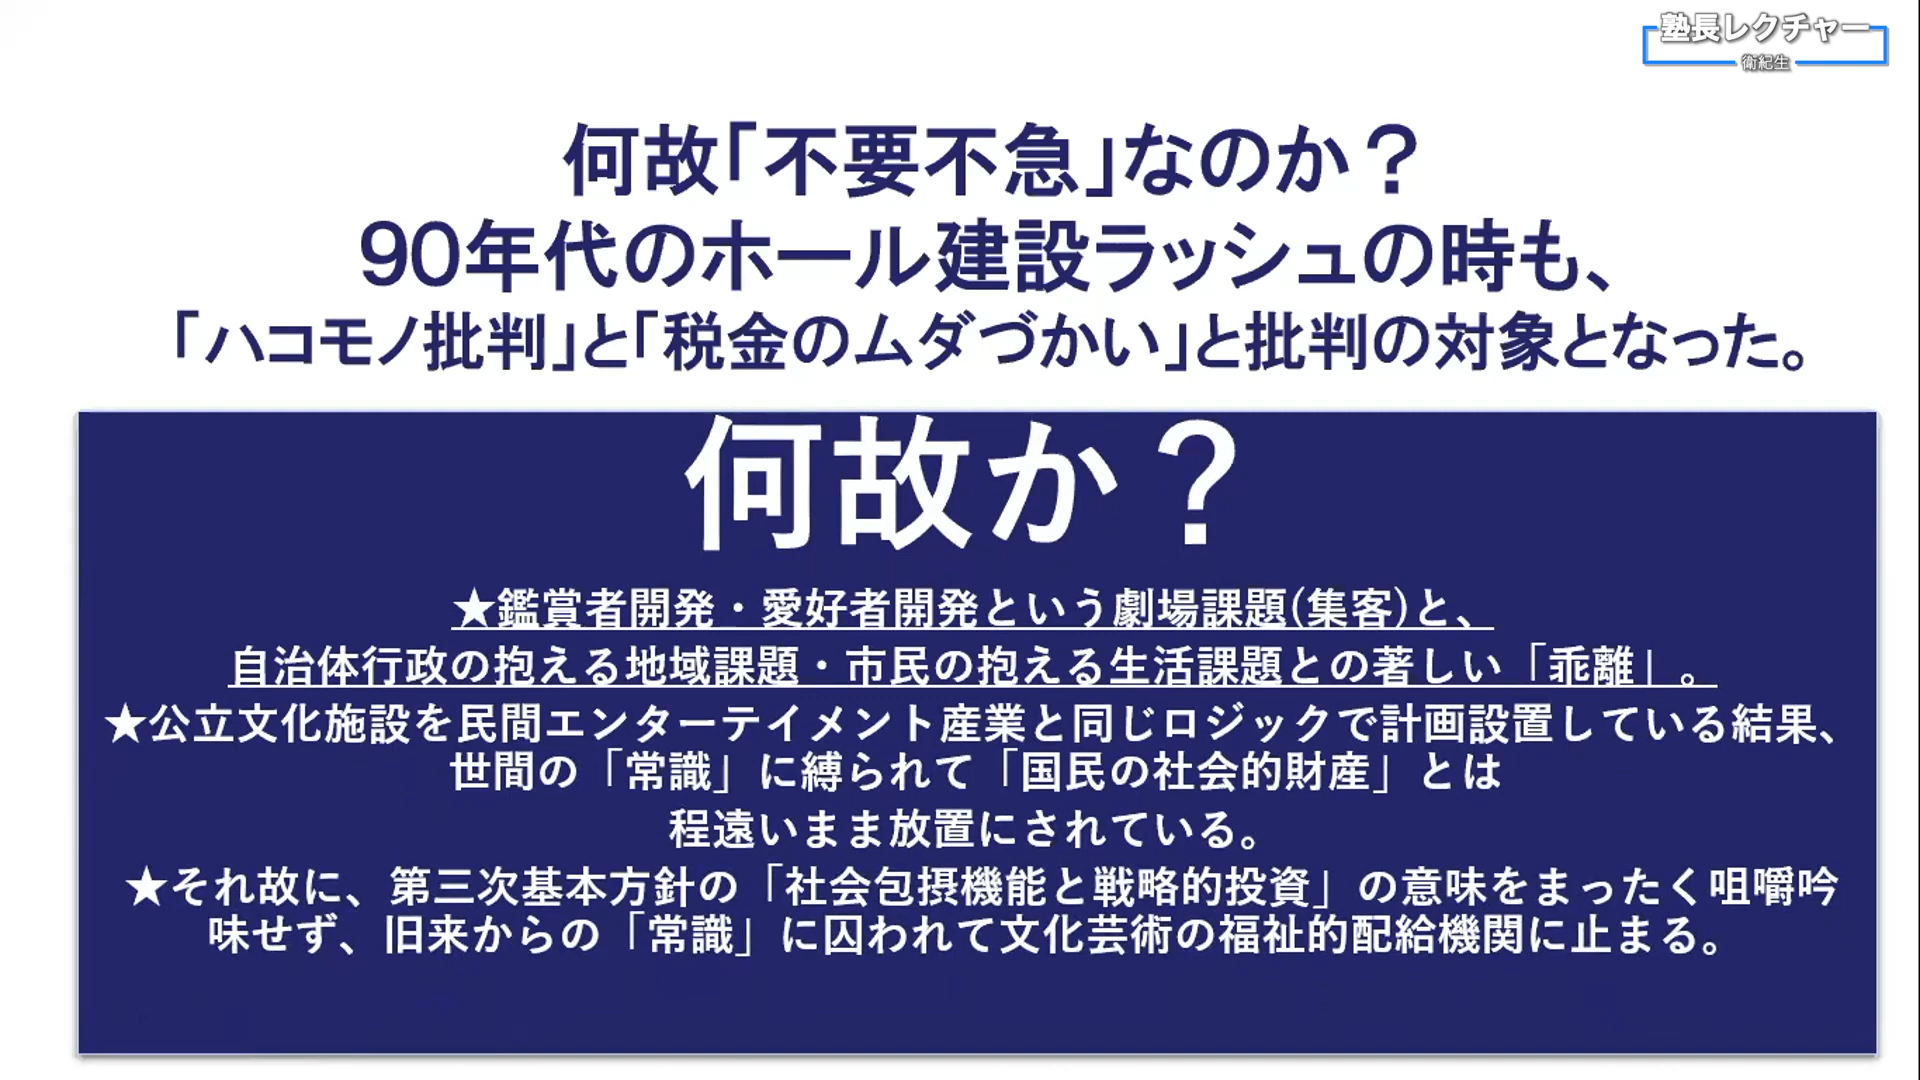 塾長レクチャー
衛紀生
何故「不要不急」なのか？
90年代のホール建設ラッシュの時も、
「ハコモノ批判」と「税金のムダづかい」と批判の対象となった。
何故か？
★鑑賞者開発・愛好者開発という劇場課題(集客)と、
自治体行政の抱える地域課題・市民の抱える生活課題との著しい「乖離」。
★公立文化施設を民間エンターテイメント産業と同じロジックで計画設置している結果、
世間の「常識」に縛られて「国民の社会的財産」とは
程遠いまま放置にされている。
★それ故に、第三次基本方針の「社会包摂機能と戦略的投資」の意味をまったく咀嚼吟
味せず、旧来からの「常識」に囚われて文化芸術の福祉的配給機関に止まる。